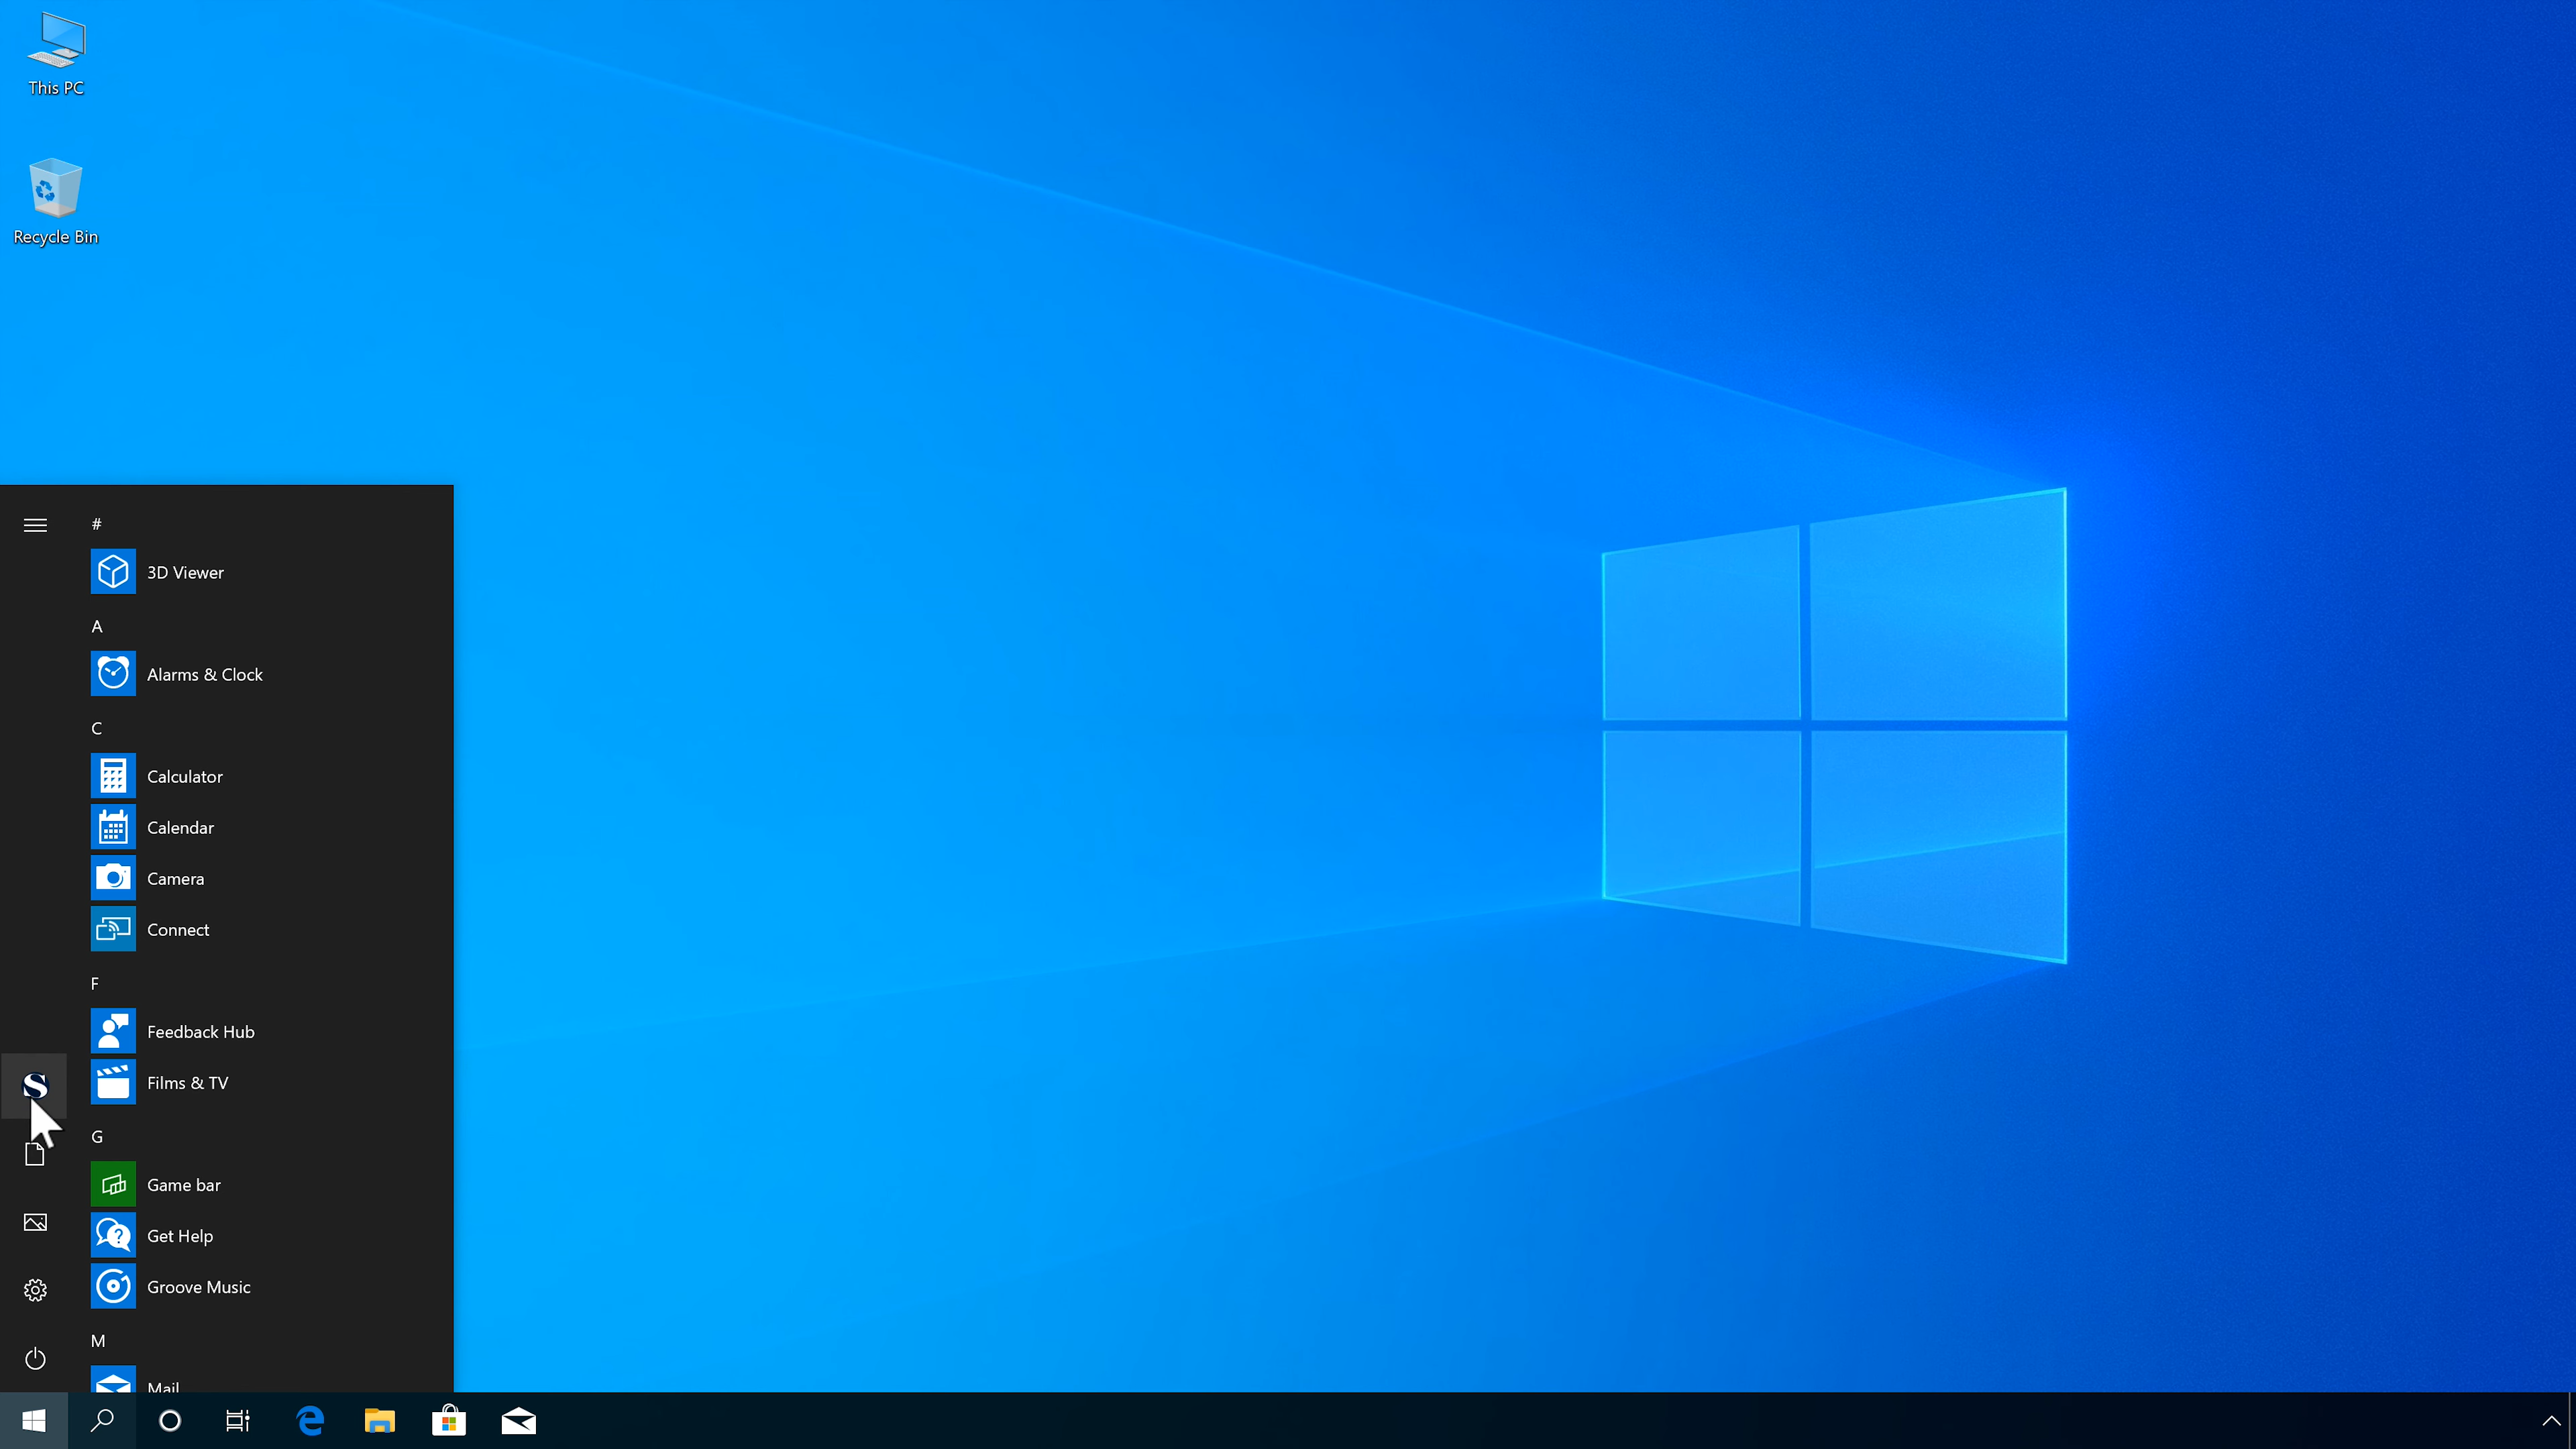 This PC
Recycle Bin
#
3D Viewer
A
Alarms & Clock
C
Calculator
Calendar
Camera
Connect
F
Feedback Hub
Films & TV
S
G
Game bar
Get Help
Groove Music
M
Mail